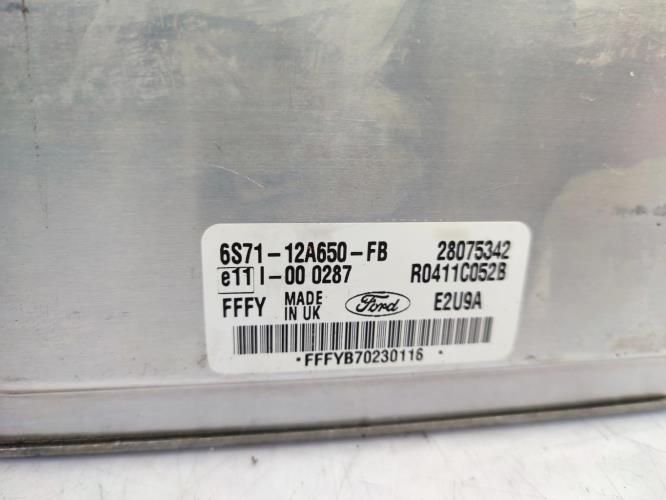 6S71-12A650-FB 28075342
e11 I-00 0287 R0411C052B
FFFY MADE IN UK Ford E2U9A
•FFFYB70230116•